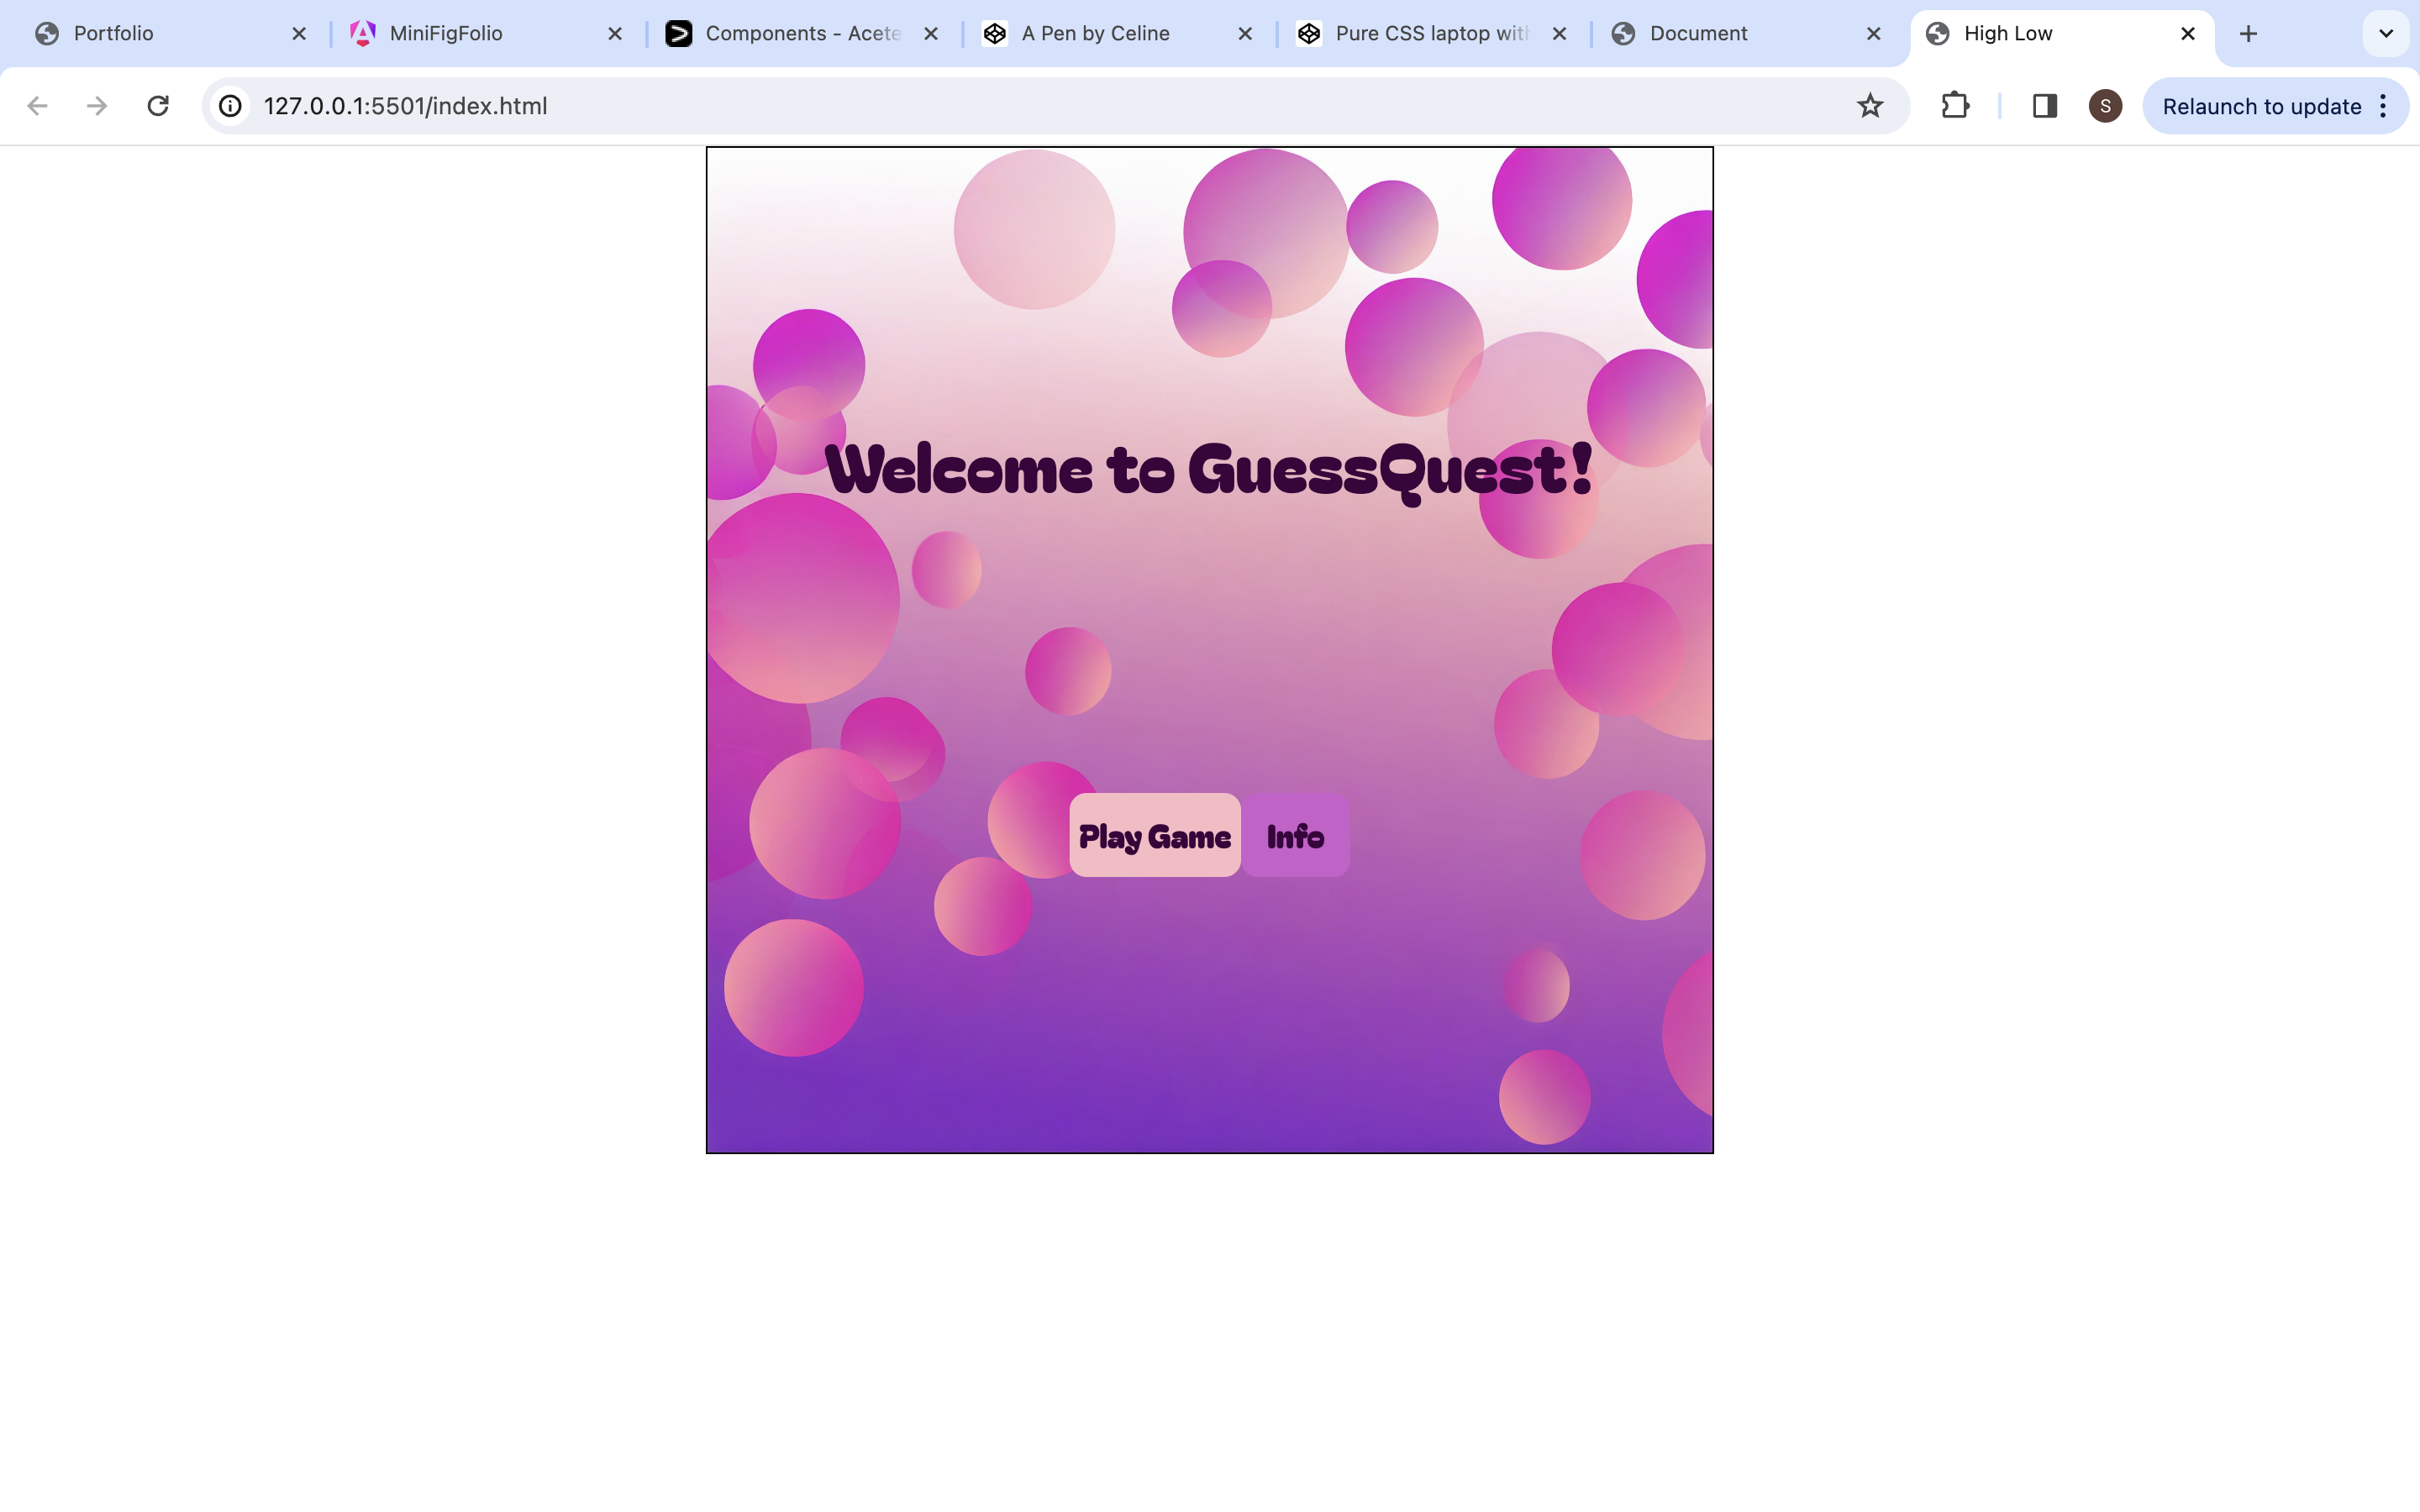 Portfolio
MiniFigFolio
Components - Acete
A Pen by Celine
Pure CSS laptop with
Document
High Low
127.0.0.1:5501/index.html
S
Relaunch to update
Welcome to GuessQuest!
Play Game
Info